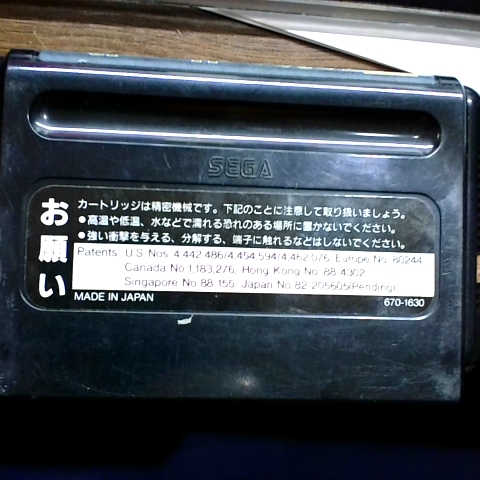 SEGA
お願い
カートリッジは精密機械です。下記のことに注意して取り扱いましょう。
●高温や低温、水などで濡れる恐れのある場所に置かないでください。
●強い衝撃を与える、分解する、端子に触れるなどはしないでください。
Patents U S Nos 4,442,486/4,454,594/4,462,076, Europe No 80244,
Canada No 1,183,276, Hong Kong No 88-4302,
Singapore No 88 155 Japan No 82-205605(Pending)
MADE IN JAPAN
670-1630